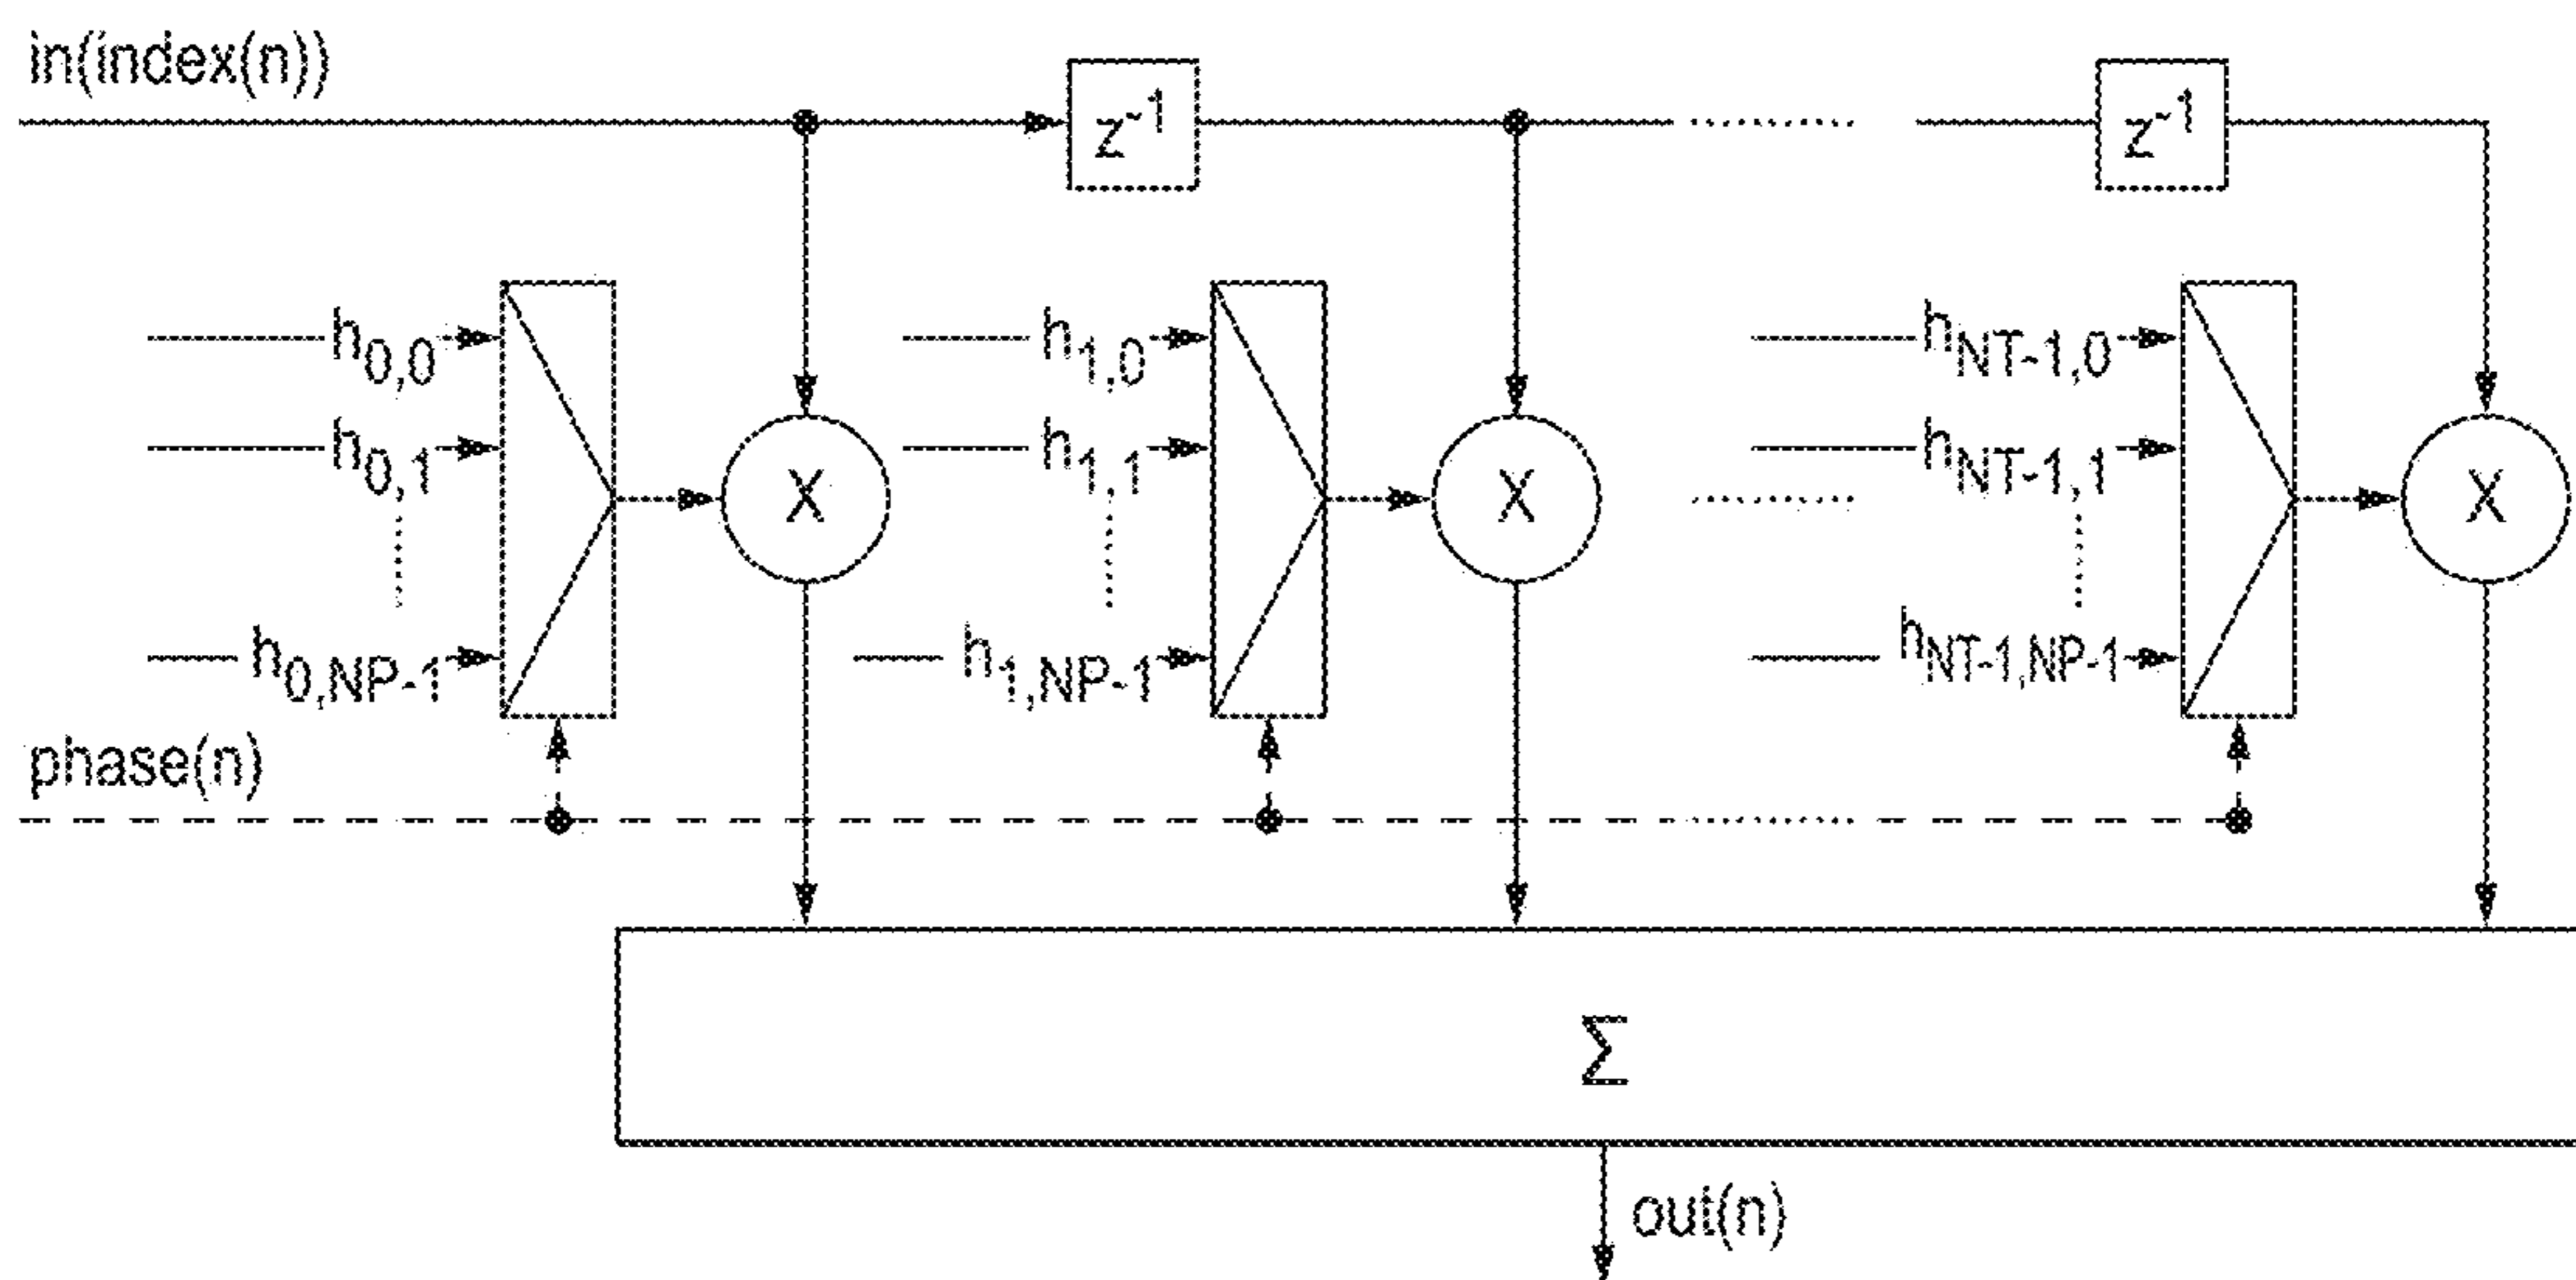 in(index(n))
z-1
z-1
h0,0
h1,0
hNT-1,0
h0,1
h1,1
hNT-1,1
X
X
X
h0,NP-1
h1,NP-1
hNT-1,NP-1
phase(n)
Σ
out(n)